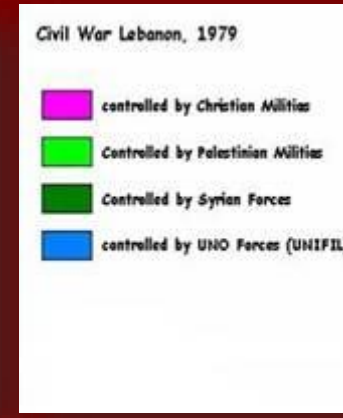 Civil War Lebanon, 1979
controlled by Christian Militias
Controlled by Palestinian Militias
Controlled by Syrian Forces
controlled by UNO Forces (UNIFIL